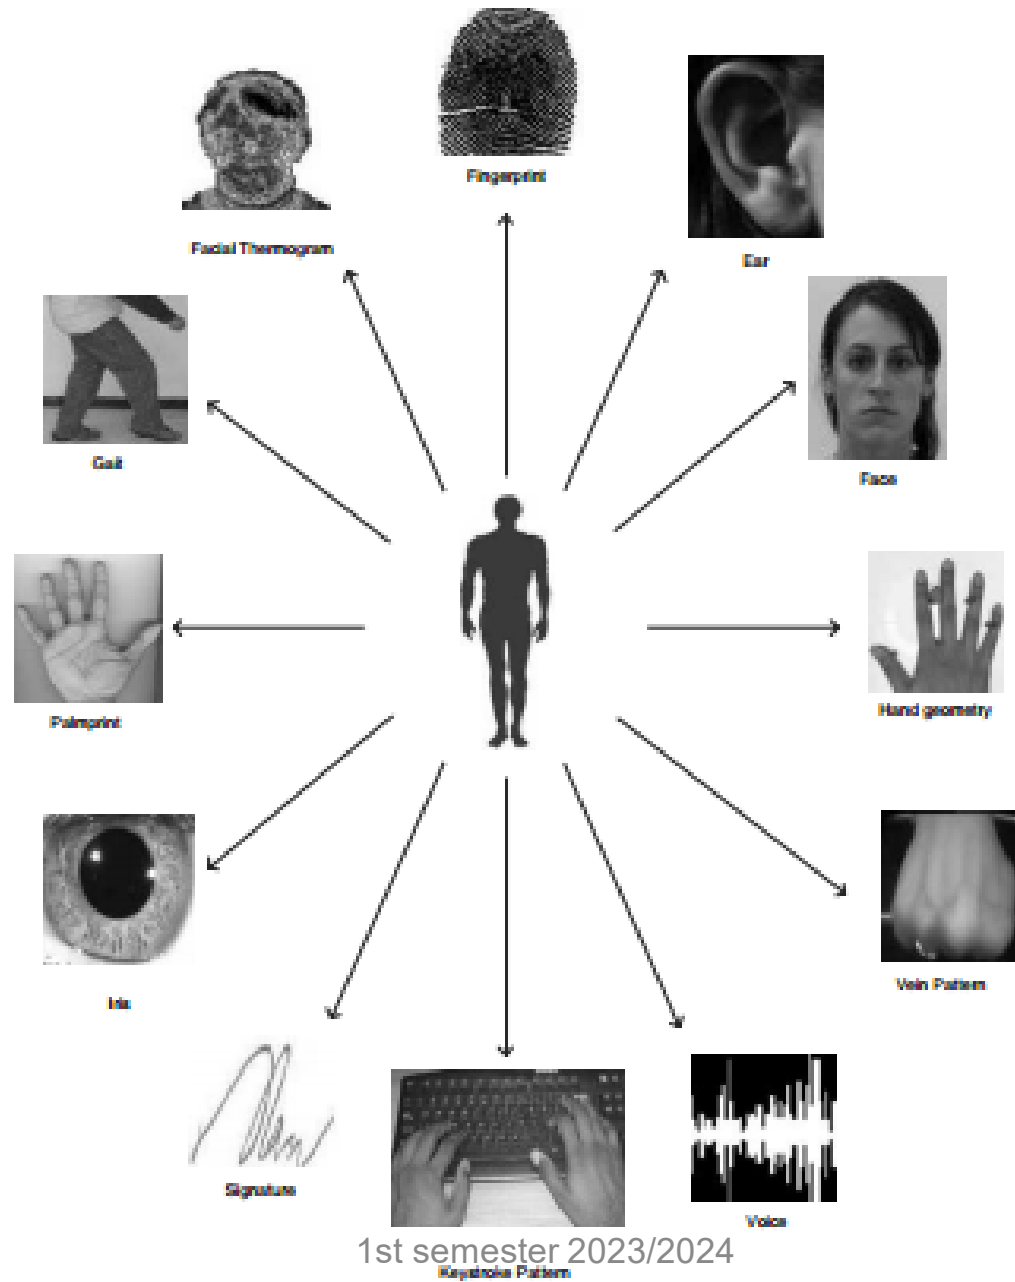 Fingerprint
Facial Thermogram
Ear
Gait
Face
Palmprint
Hand geometry
Iris
Vein Pattern
Signature
Voice
1st semester 2023/2024
Keystroke Pattern